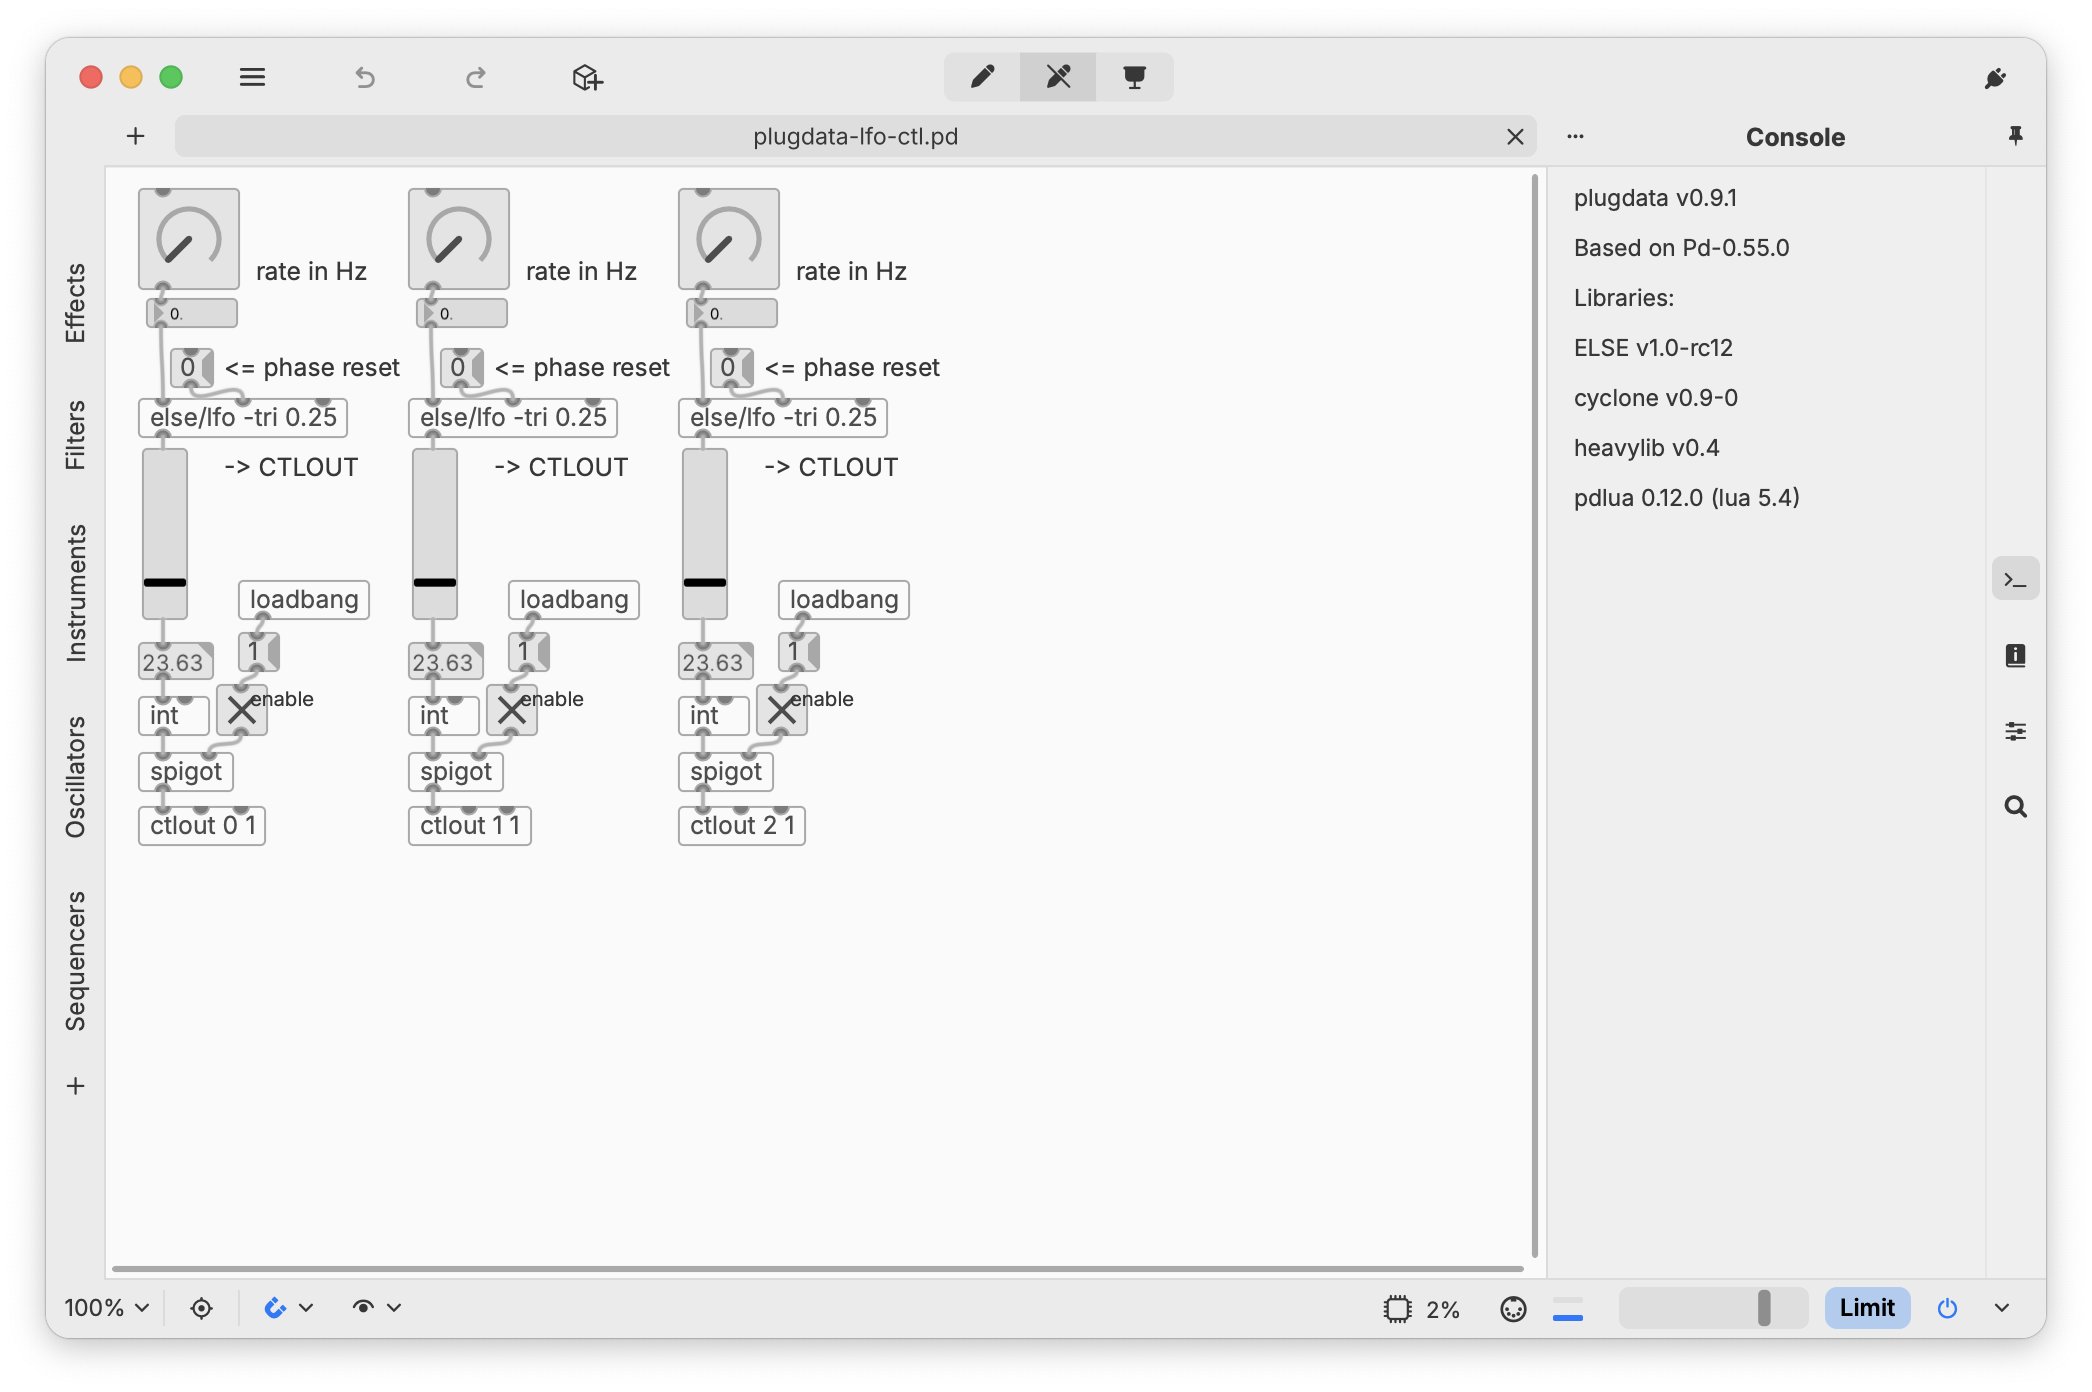 plugdata-lfo-ctl.pd
Console
Effects
Filters
Instruments
Oscillators
Sequencers
rate in Hz
0.
0
<= phase reset
else/lfo -tri 0.25
-> CTLOUT
loadbang
1
23.63
enable
int
spigot
ctlout 0 1
rate in Hz
0.
0
<= phase reset
else/lfo -tri 0.25
-> CTLOUT
loadbang
1
23.63
enable
int
spigot
ctlout 1 1
rate in Hz
0.
0
<= phase reset
else/lfo -tri 0.25
-> CTLOUT
loadbang
1
23.63
enable
int
spigot
ctlout 2 1
plugdata v0.9.1
Based on Pd-0.55.0
Libraries:
ELSE v1.0-rc12
cyclone v0.9-0
heavylib v0.4
pdlua 0.12.0 (lua 5.4)
100%
2%
Limit